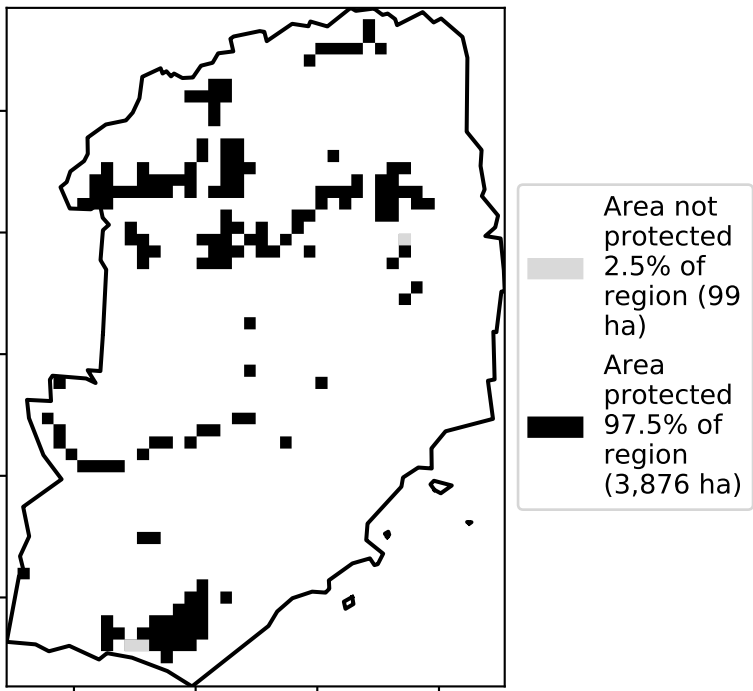 Area not
protected
2.5% of
region (99
ha)
Area
protected
97.5% of
region
(3,876 ha)